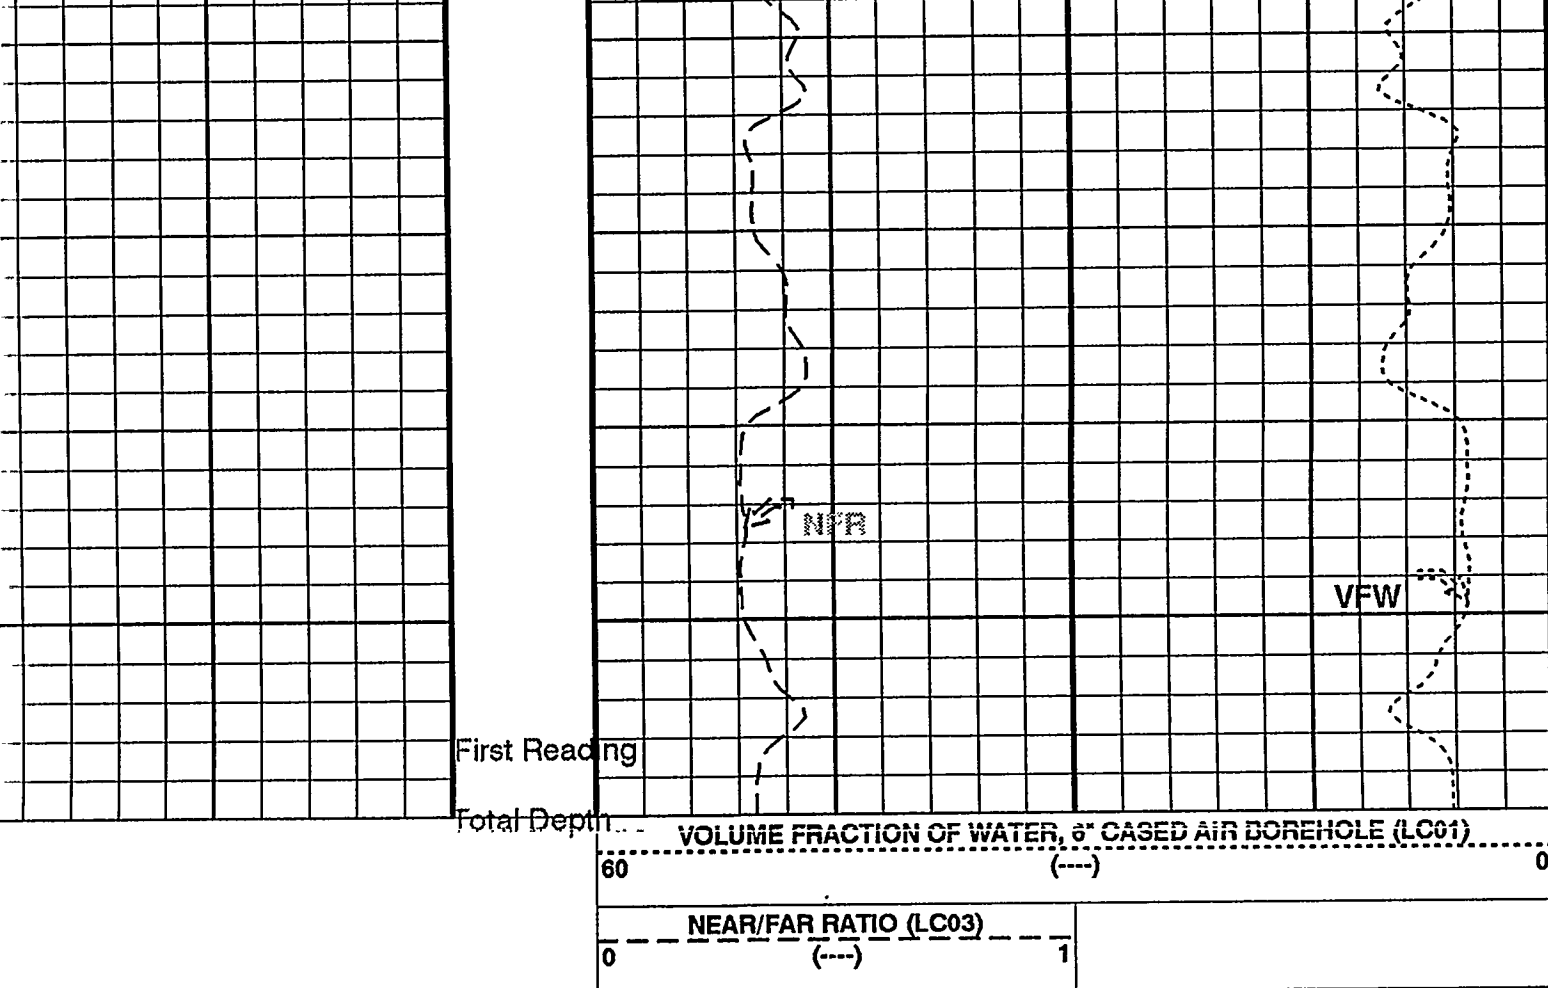 NFR
VFW
First Reading
Total Depth
VOLUME FRACTION OF WATER, 6" CASED AIR BOREHOLE (LC01)
60 (----) 0
NEAR/FAR RATIO (LC03)
0 (----) 1